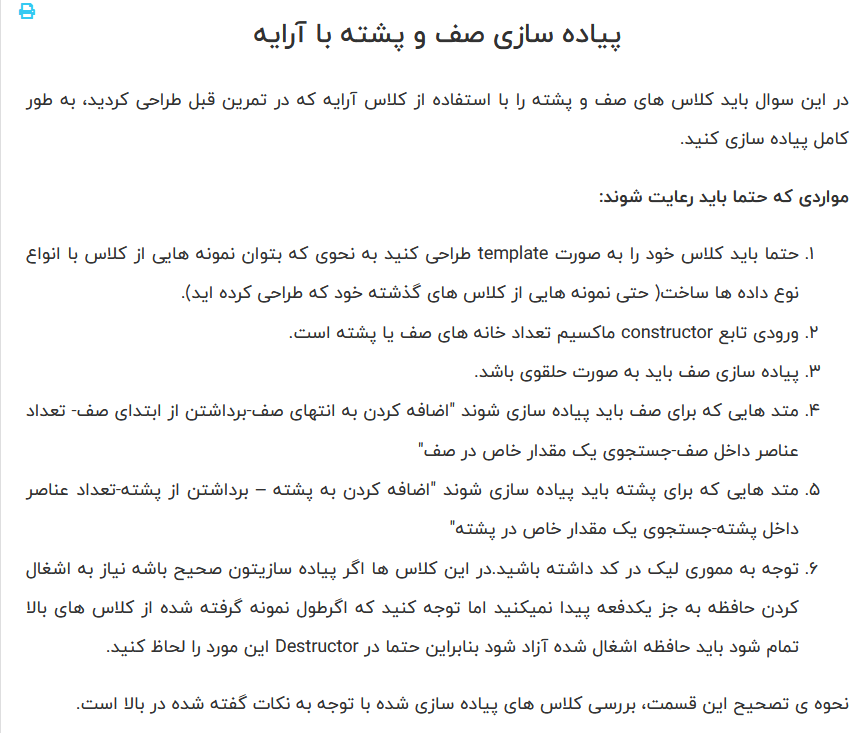 پیاده سازی صف و پشته با آرایه
در این سوال باید کلاس های صف و پشته را با استفاده از کلاس آرایه که در تمرین قبل طراحی کردید، به طور
کامل پیاده سازی کنید.
مواردی که حتما باید رعایت شوند:
۱. حتما باید کلاس خود را به صورت template طراحی کنید به نحوی که بتوان نمونه هایی از کلاس با انواع
نوع داده ها ساخت( حتی نمونه هایی از کلاس های گذشته خود که طراحی کرده اید).
۲. ورودی تابع constructor ماکسیم تعداد خانه های صف یا پشته است.
۳. پیاده سازی صف باید به صورت حلقوی باشد.
۴. متد هایی که برای صف باید پیاده سازی شوند "اضافه کردن به انتهای صف-برداشتن از ابتدای صف- تعداد
عناصر داخل صف-جستجوی یک مقدار خاص در صف"
۵. متد هایی که برای پشته باید پیاده سازی شوند "اضافه کردن به پشته – برداشتن از پشته-تعداد عناصر
داخل پشته-جستجوی یک مقدار خاص در پشته"
۶. توجه به مموری لیک در کد داشته باشید.در این کلاس ها اگر پیاده سازیتون صحیح باشه نیاز به اشغال
کردن حافظه به جز یکدفعه پیدا نمیکنید اما توجه کنید که اگرطول نمونه گرفته شده از کلاس های بالا
تمام شود باید حافظه اشغال شده آزاد شود بنابراین حتما در Destructor این مورد را لحاظ کنید.
نحوه ی تصحیح این قسمت، بررسی کلاس های پیاده سازی شده با توجه به نکات گفته شده در بالا است.